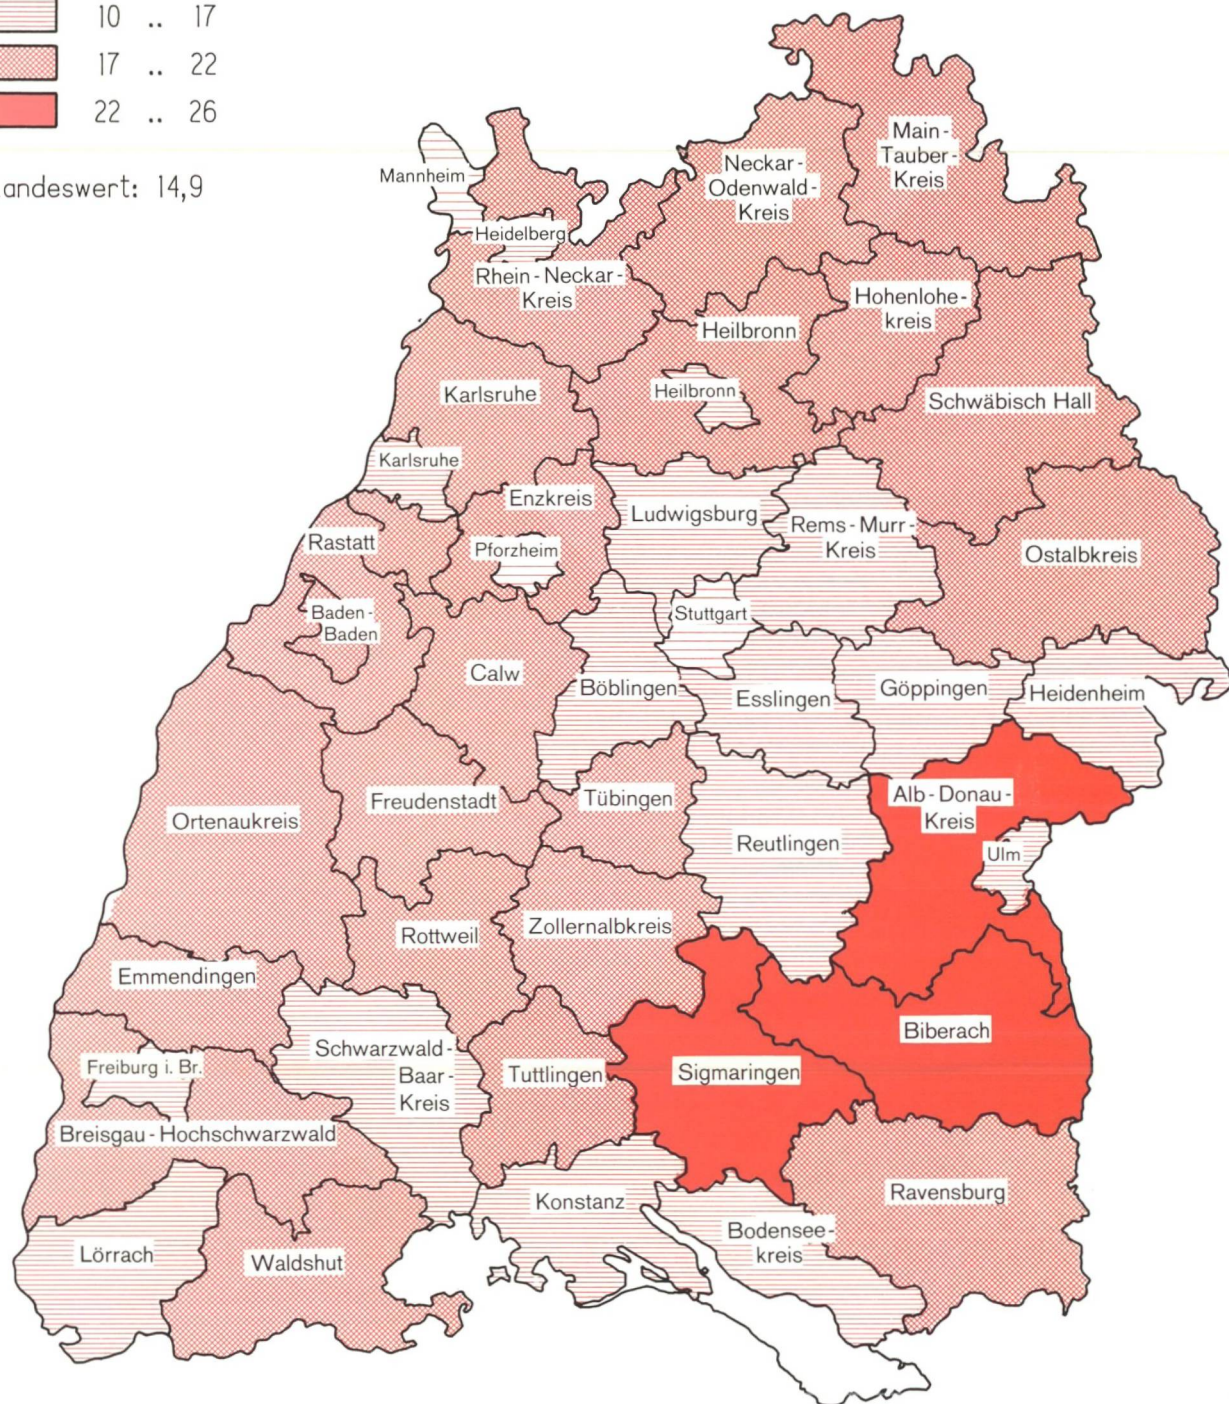 10 .. 17
17 .. 22
22 .. 26
andeswert: 14,9
Main-
Tauber-
Kreis
Neckar-
Odenwald-
Kreis
Mannheim
Heidelberg
Rhein-Neckar-
Kreis
Hohenlohe-
kreis
Heilbronn
Heilbronn
Karlsruhe
Schwäbisch Hall
Karlsruhe
Enzkreis
Ludwigsburg
Rems-Murr-
Kreis
Rastatt
Pforzheim
Ostalbkreis
Baden-
Baden
Stuttgart
Calw
Böblingen
Esslingen
Göppingen
Heidenheim
Freudenstadt
Tübingen
Alb-Donau-
Kreis
Ortenaukreis
Reutlingen
Ulm
Rottweil
Zollernalbkreis
Emmendingen
Biberach
Freiburg i. Br.
Schwarzwald-
Baar-
Kreis
Tuttlingen
Sigmaringen
Breisgau-Hochschwarzwald
Konstanz
Ravensburg
Bodensee-
kreis
Lörrach
Waldshut